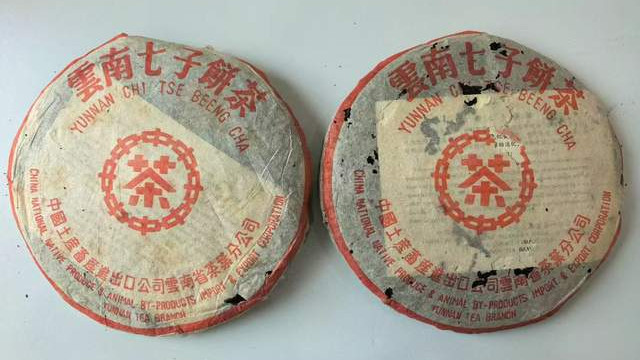 雲南七子餅茶
YUNNAN CHI TSE BEENG CHA
茶
中國土產畜產進出口公司雲南省茶葉分公司
CHINA NATIONAL NATIVE PRODUCE & ANIMAL BY-PRODUCTS IMPORT & EXPORT CORPORATION
YUNNAN TEA BRANCH
雲南七子餅茶
YUNNAN CHI TSE BEENG CHA
茶
中國土產畜產進出口公司雲南省茶葉分公司
CHINA NATIONAL NATIVE PRODUCE & ANIMAL BY-PRODUCTS IMPORT & EXPORT CORPORATION
YUNNAN TEA BRANCH